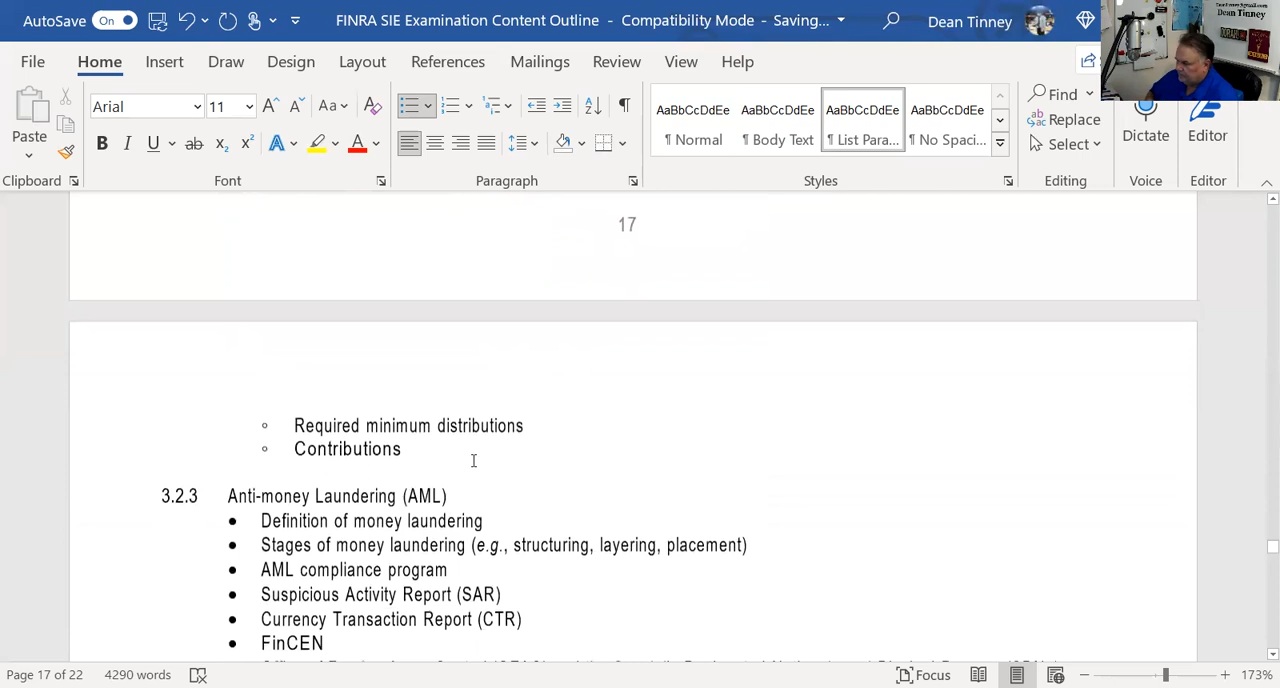 AutoSave On FINRA SIE Examination Content Outline - Compatibility Mode - Saving... Dean Tinney
Dean Tinney
File Home Insert Draw Design Layout References Mailings Review View Help
Paste
Arial 11 Aa
AaBbCcDdEe AaBbCcDdEe AaBbCcDdEe AaBbCcDdEe
¶ Normal ¶ Body Text ¶ List Para... ¶ No Spaci...
Find
Replace
Select
Dictate Editor
Clipboard Font Paragraph Styles Editing Voice Editor
17
◦ Required minimum distributions
◦ Contributions
3.2.3 Anti-money Laundering (AML)
• Definition of money laundering
• Stages of money laundering (e.g., structuring, layering, placement)
• AML compliance program
• Suspicious Activity Report (SAR)
• Currency Transaction Report (CTR)
• FinCEN
Page 17 of 22 4290 words Focus 173%